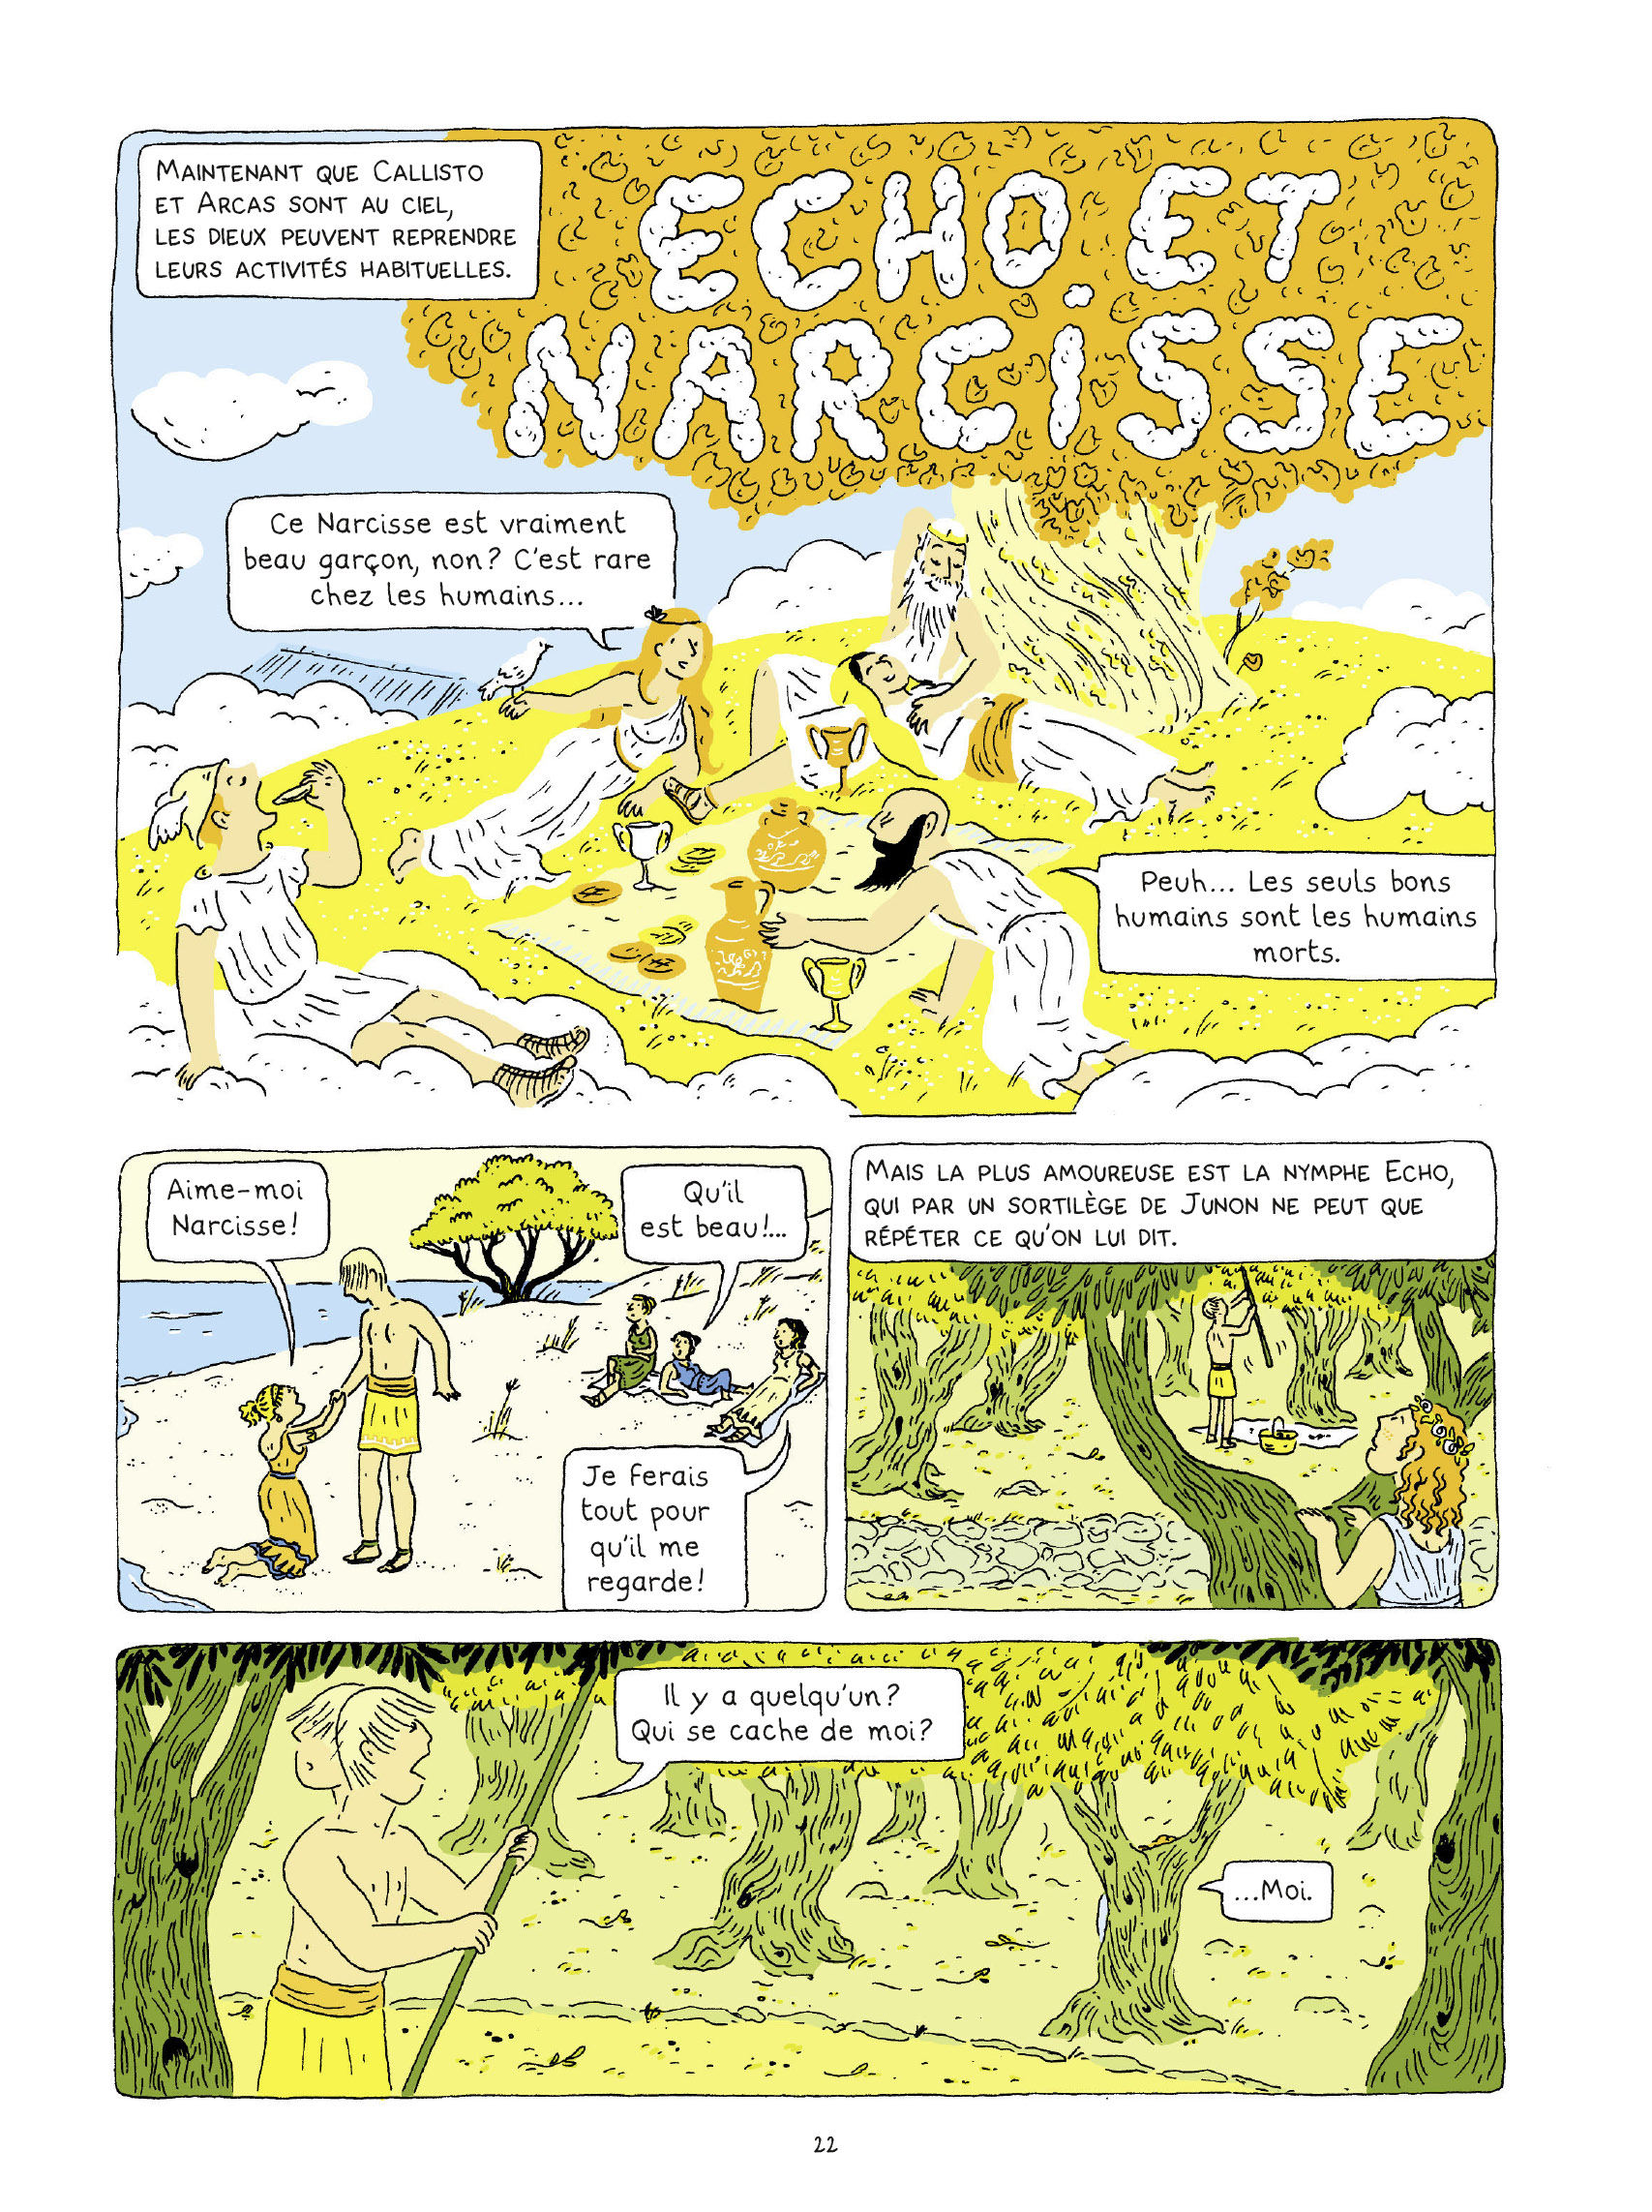 Maintenant que Callisto
et Arcas sont au ciel,
les dieux peuvent reprendre
leurs activités habituelles.
ECHO ET
NARCISSE
Ce Narcisse est vraiment
beau garçon, non? C'est rare
chez les humains...
Peuh... Les seuls bons
humains sont les humains
morts.
Aime-moi
Narcisse!
Qu'il
est beau!...
Je ferais
tout pour
qu'il me
regarde!
Mais la plus amoureuse est la nymphe Echo,
qui par un sortilège de Junon ne peut que
répéter ce qu'on lui dit.
Il y a quelqu'un?
Qui se cache de moi?
...Moi.
22